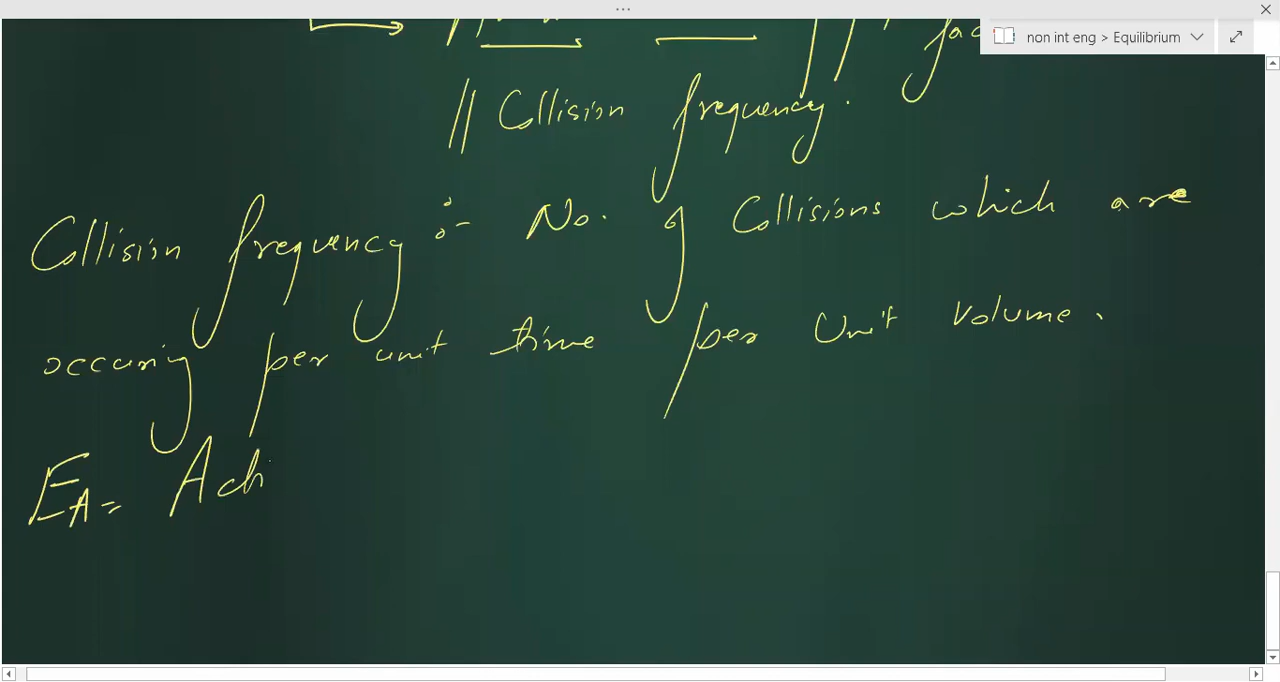 non int eng > Equilibrium
// Collision frequency.
Collision frequency :- No. of Collisions which are
occuring per unit time per Unit Volume.
EA = Acti